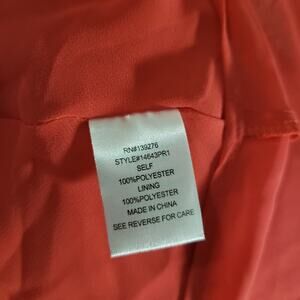 RN#139276
STYLE#14643PR1
SELF
100%POLYESTER
LINING
100%POLYESTER
MADE IN CHINA
SEE REVERSE FOR CARE